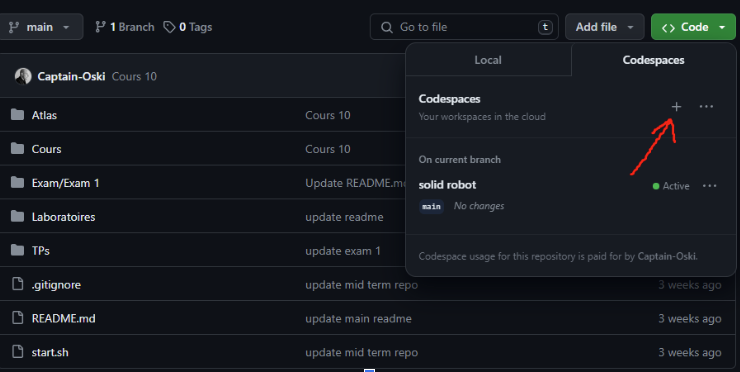 main 1 Branch 0 Tags Go to file t Add file Code
Captain-Oski Cours 10
Local Codespaces
Codespaces
Your workspaces in the cloud
On current branch
solid robot Active
main No changes
Codespace usage for this repository is paid for by Captain-Oski.
Atlas Cours 10
Cours Cours 10
Exam/Exam 1 Update README.m
Laboratoires update readme
TPs update exam 1
.gitignore update mid term repo 3 weeks ago
README.md update main readme 3 weeks ago
start.sh update mid term repo 3 weeks ago